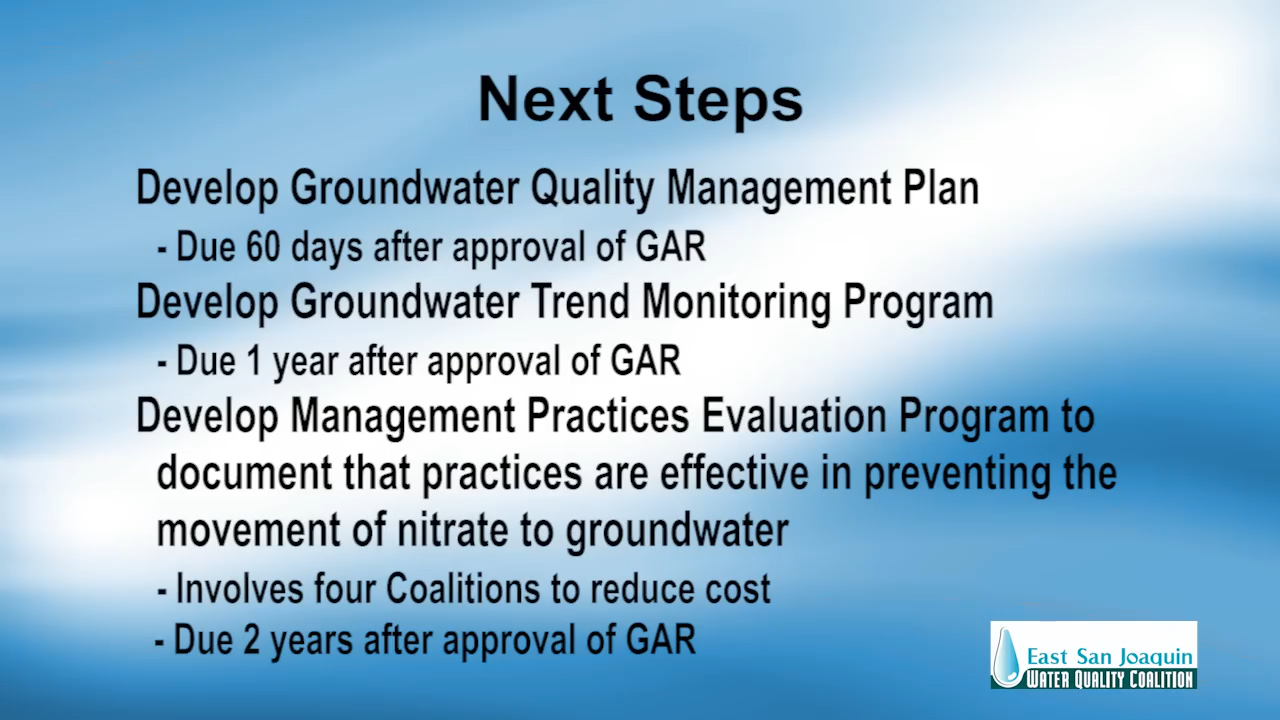 Next Steps
Develop Groundwater Quality Management Plan
- Due 60 days after approval of GAR
Develop Groundwater Trend Monitoring Program
- Due 1 year after approval of GAR
Develop Management Practices Evaluation Program to
document that practices are effective in preventing the
movement of nitrate to groundwater
- Involves four Coalitions to reduce cost
- Due 2 years after approval of GAR
East San Joaquin
WATER QUALITY COALITION